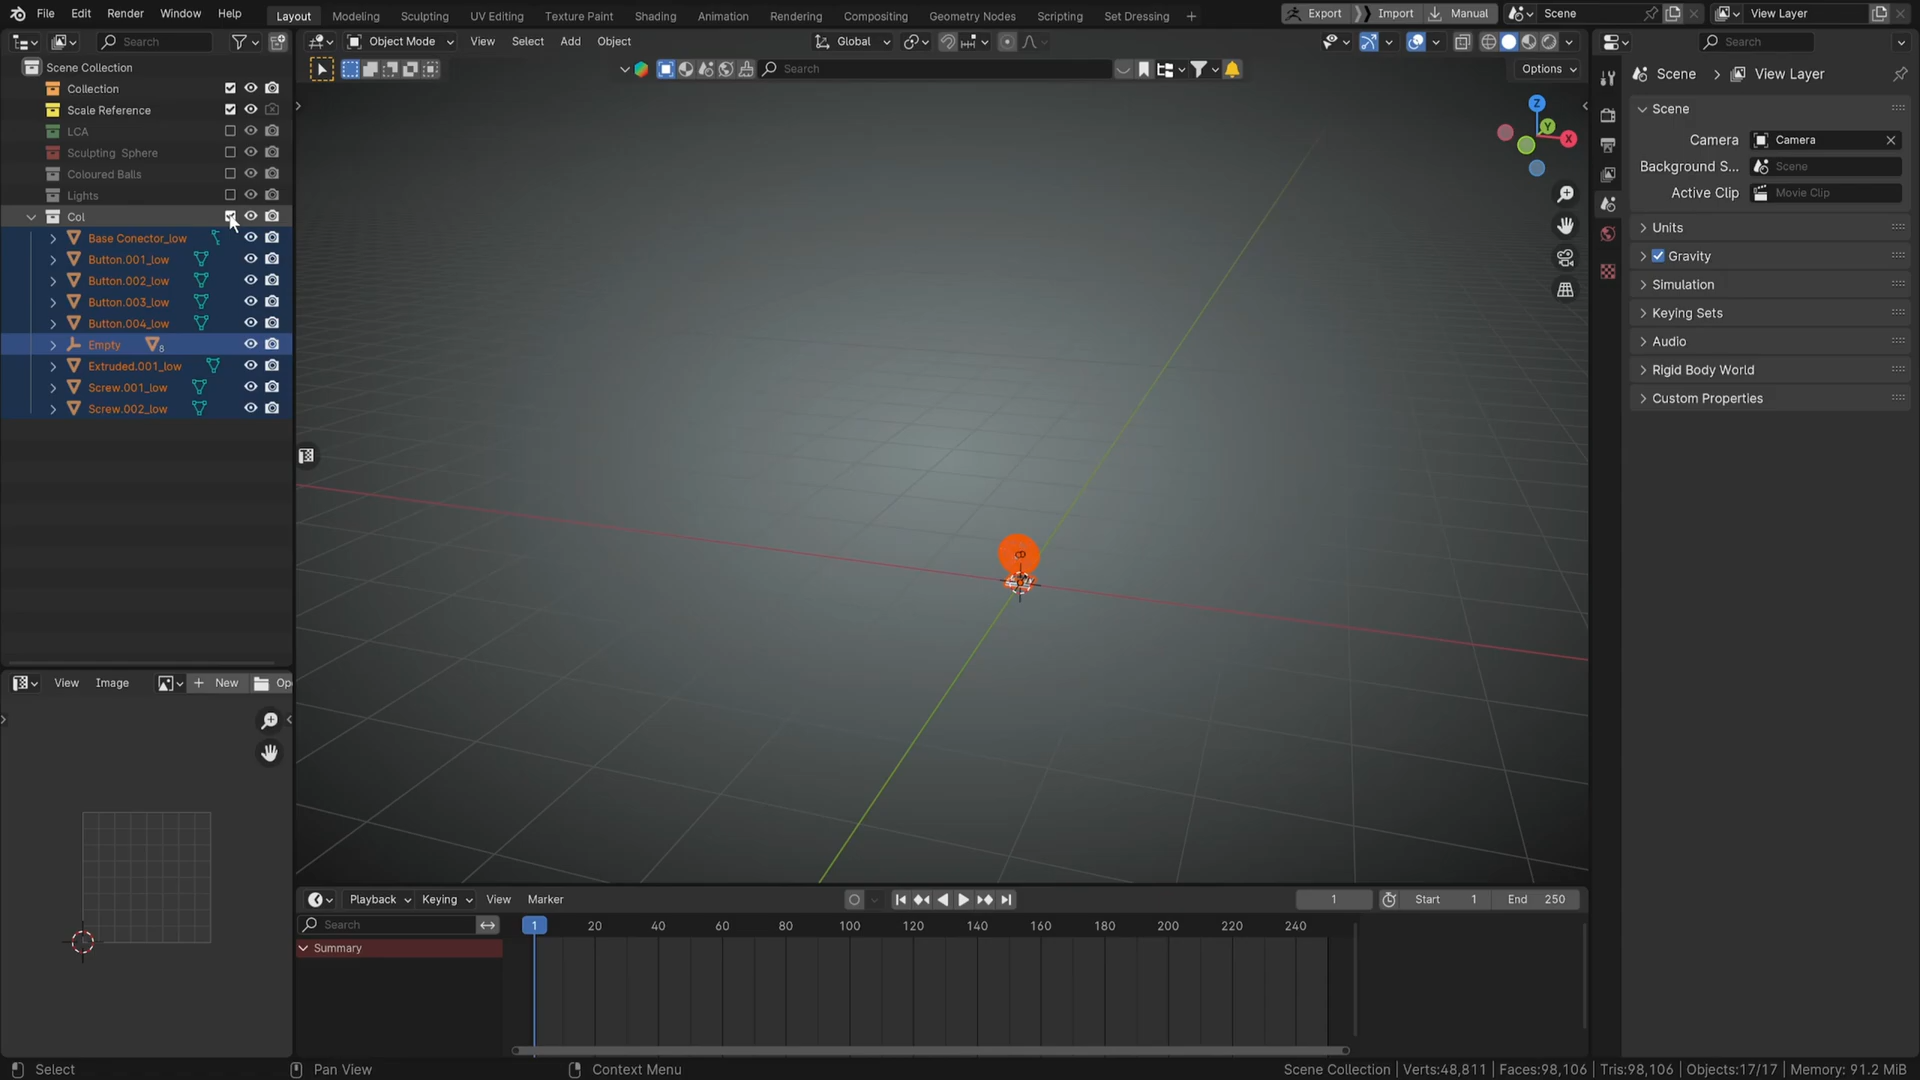 File Edit Render Window Help Layout Modeling Sculpting UV Editing Texture Paint Shading Animation Rendering Compositing Geometry Nodes Scripting Set Dressing + Export Import Manual Scene View Layer
Search Object Mode View Select Add Object Global Search
Search Options
Scene Collection
Collection
Scale Reference
LCA
Sculpting Sphere
Coloured Balls
Lights
Col
Base Conector_low
Button.001_low
Button.002_low
Button.003_low
Button.004_low
Empty 8
Extruded.001_low
Screw.001_low
Screw.002_low
Z
Y
X
Scene > View Layer
Scene
Camera Camera
Background S... Scene
Active Clip Movie Clip
Units
Gravity
Simulation
Keying Sets
Audio
Rigid Body World
Custom Properties
View Image + New Op
Playback Keying View Marker 1 Start 1 End 250
Search 1 20 40 60 80 100 120 140 160 180 200 220 240
Summary
Select Pan View Context Menu Scene Collection | Verts:48,811 | Faces:98,106 | Tris:98,106 | Objects:17/17 | Memory: 91.2 MiB